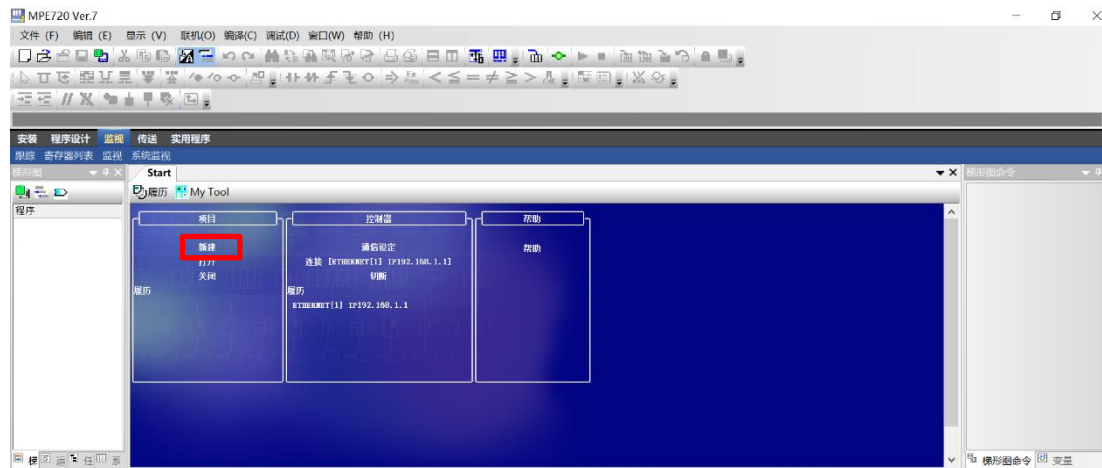 MPE720 Ver.7
文件 (F) 编辑 (E) 显示 (V) 联机(O) 编译(C) 调试(D) 窗口(W) 帮助 (H)
安装 程序设计 监视 传送 实用程序
跟踪 寄存器列表 监视 系统监视
梯形图
Start
梯形图命令
履历 My Tool
程序
项目 控制器 帮助
新建 通信设定 帮助
打开 连接 [ETHERNET[1] IP192.168.1.1]
关闭 切断
履历 履历
ETHERNET[1] IP192.168.1.1
梯 运 任 系
梯形图命令 变量